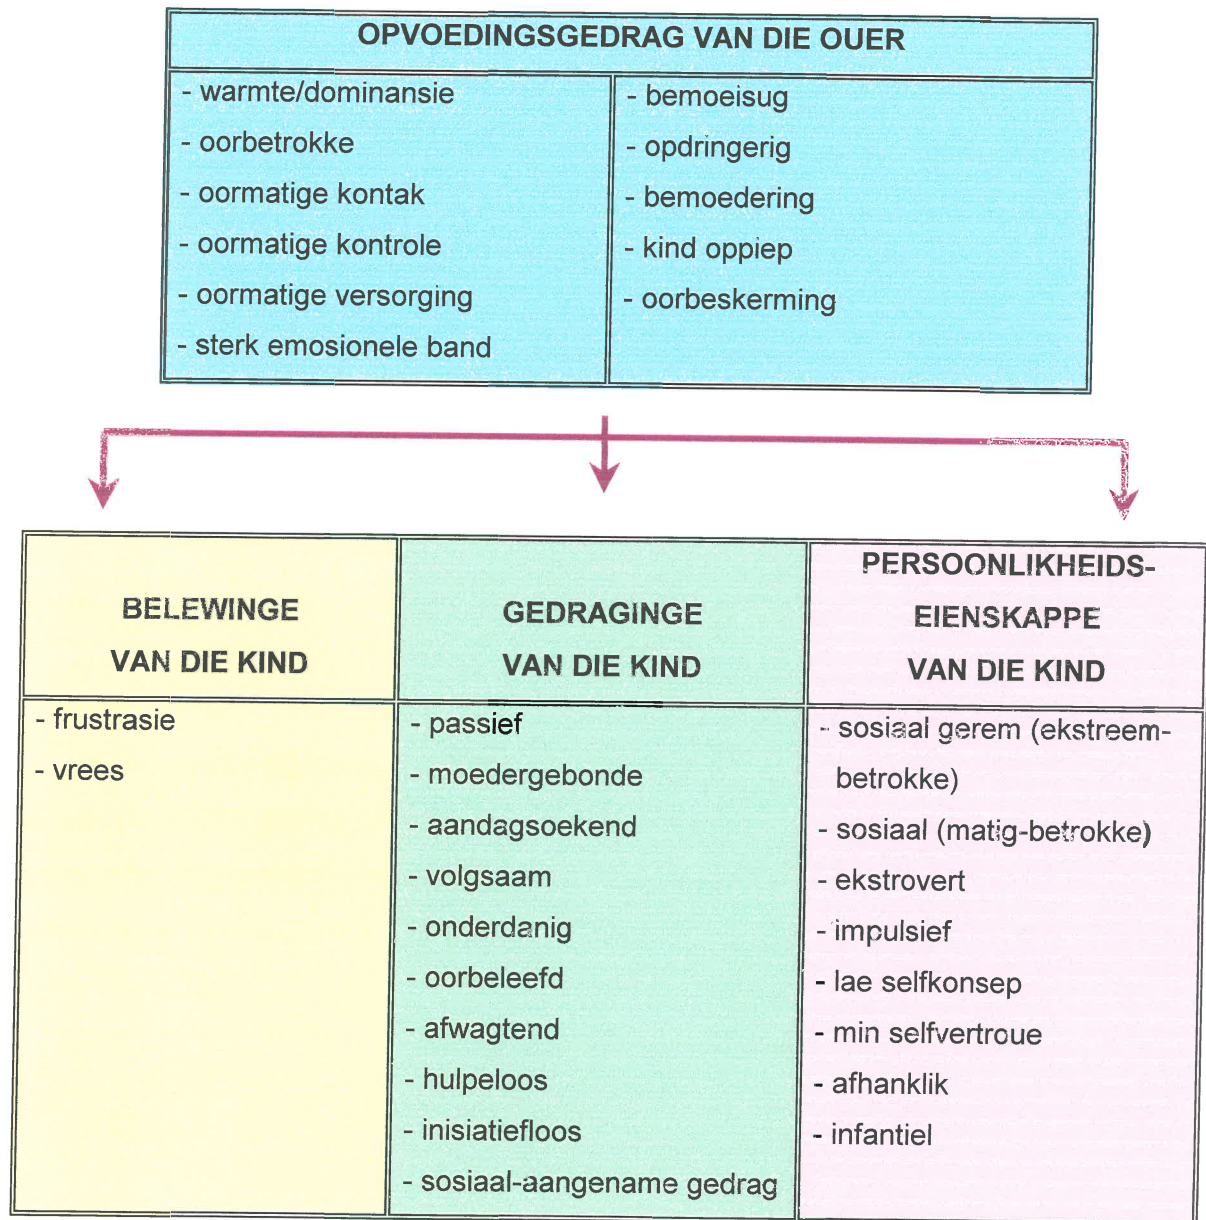 OPVOEDINGSGEDRAG VAN DIE OUER
- warmte/dominansie
- oorbetrokke
- oormatige kontak
- oormatige kontrole
- oormatige versorging
- sterk emosionele band
- bemoeisug
- opdringerig
- bemoedering
- kind oppiep
- oorbeskerming
BELEWINGE
VAN DIE KIND
- frustrasie
- vrees
GEDRAGINGE
VAN DIE KIND
- passief
- moedergebonde
- aandagsoekend
- volgsaam
- onderdanig
- oorbeleefd
- afwagtend
- hulpeloos
- inisiatiefloos
- sosiaal-aangename gedrag
PERSOONLIKHEIDS-
EIENSKAPPE
VAN DIE KIND
- sosiaal gerem (ekstreem-
betrokke)
- sosiaal (matig-betrokke)
- ekstrovert
- impulsief
- lae selfkonsep
- min selfvertroue
- afhanklik
- infantiel